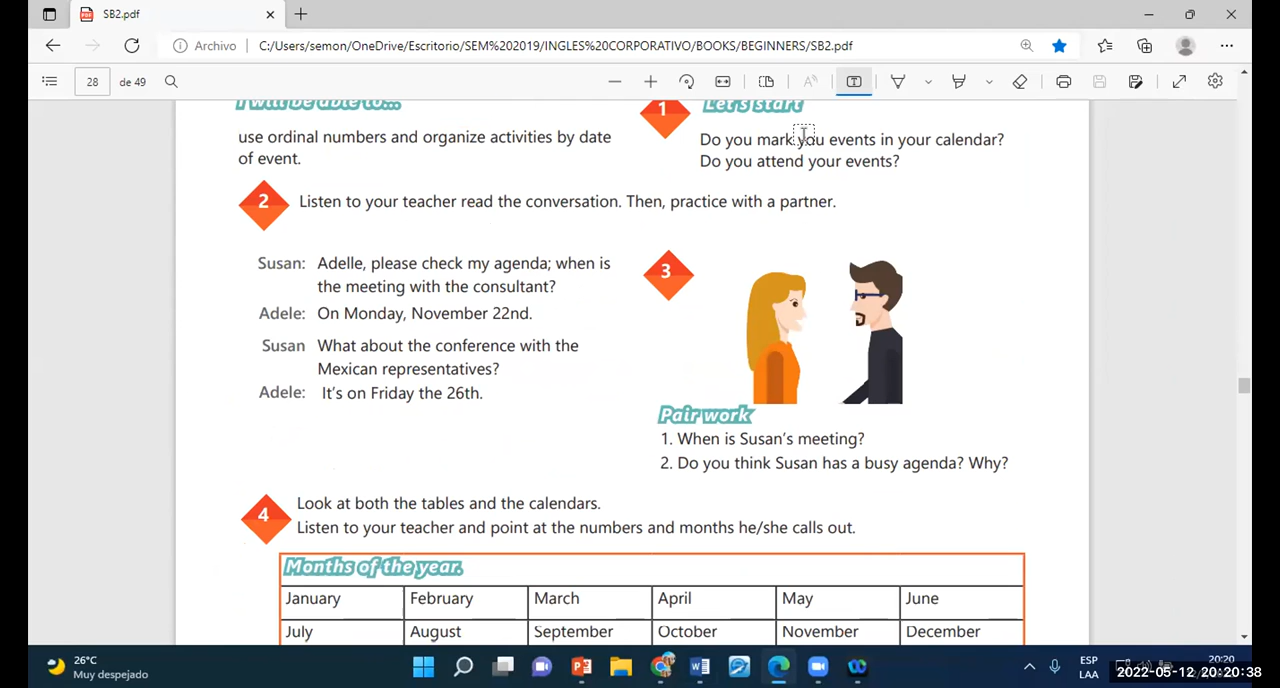 SB2.pdf
Archivo
C:/Users/semon/OneDrive/Escritorio/SEM%202019/INGLES%20CORPORATIVO/BOOKS/BEGINNERS/SB2.pdf
28 de 49
I will be able to...
use ordinal numbers and organize activities by date
of event.
1
Let's start
Do you mark you events in your calendar?
Do you attend your events?
2
Listen to your teacher read the conversation. Then, practice with a partner.
Susan: Adelle, please check my agenda; when is
the meeting with the consultant?
Adele: On Monday, November 22nd.
Susan What about the conference with the
Mexican representatives?
Adele: It's on Friday the 26th.
3
Pair work
1. When is Susan's meeting?
2. Do you think Susan has a busy agenda? Why?
4
Look at both the tables and the calendars.
Listen to your teacher and point at the numbers and months he/she calls out.
Months of the year.
January February March April May June
July August September October November December
26°C
Muy despejado
ESP
LAA
20:20
2022-05-12 20:20:38